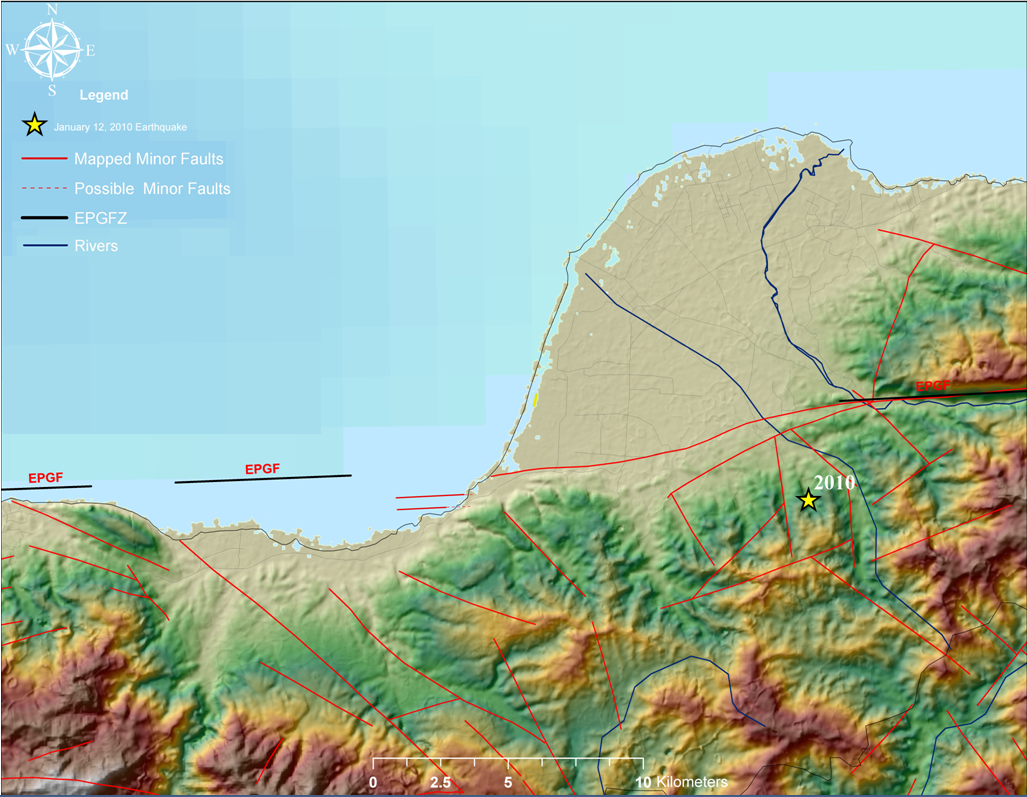 N
W E
S
Legend
January 12, 2010 Earthquake
Mapped Minor Faults
Possible Minor Faults
EPGFZ
Rivers
EPGF
EPGF
EPGF
2010
0 2.5 5 10 Kilometers